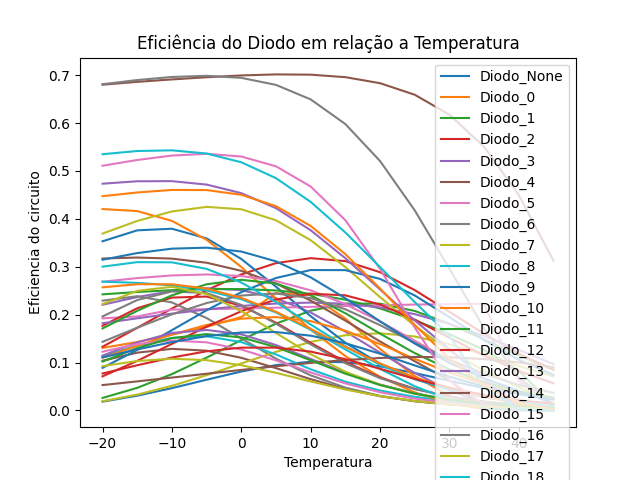 Eficiência do Diodo em relação a Temperatura
Eficiencia do circuito
0.7
0.6
0.5
0.4
0.3
0.2
0.1
0.0
−20
−10
0
10
20
30
40
Temperatura
Diodo_None
Diodo_0
Diodo_1
Diodo_2
Diodo_3
Diodo_4
Diodo_5
Diodo_6
Diodo_7
Diodo_8
Diodo_9
Diodo_10
Diodo_11
Diodo_12
Diodo_13
Diodo_14
Diodo_15
Diodo_16
Diodo_17
Diodo_18